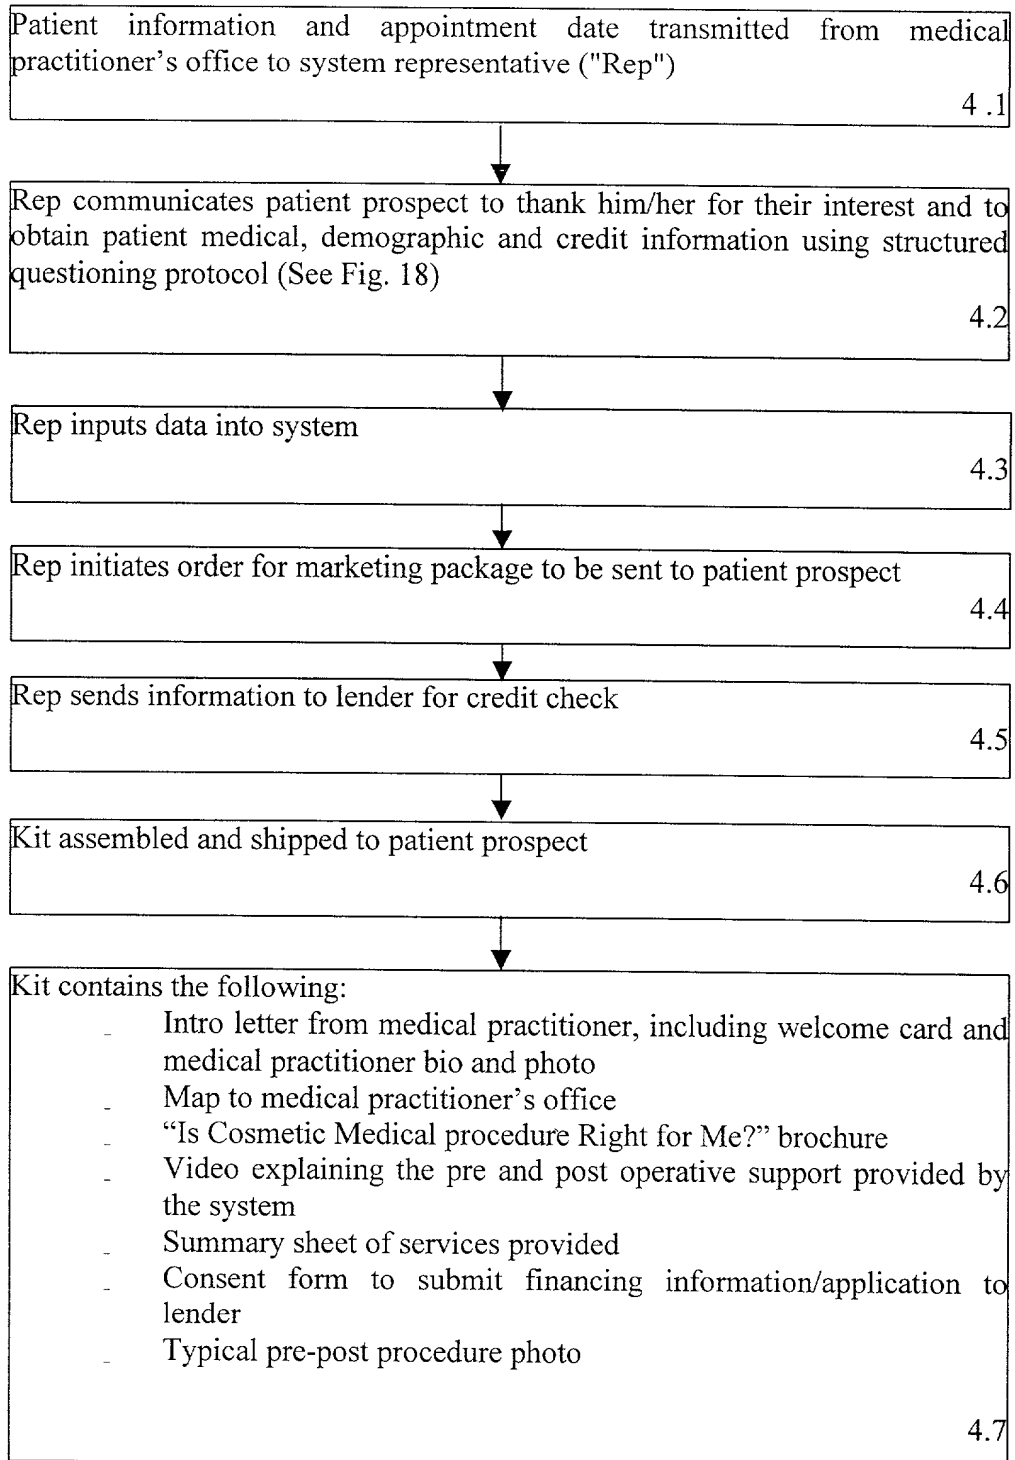 Patient information and appointment date transmitted from medical
practitioner's office to system representative ("Rep")
4 .1
Rep communicates patient prospect to thank him/her for their interest and to
obtain patient medical, demographic and credit information using structured
questioning protocol (See Fig. 18)
4.2
Rep inputs data into system
4.3
Rep initiates order for marketing package to be sent to patient prospect
4.4
Rep sends information to lender for credit check
4.5
Kit assembled and shipped to patient prospect
4.6
Kit contains the following:
- Intro letter from medical practitioner, including welcome card and
medical practitioner bio and photo
- Map to medical practitioner's office
- “Is Cosmetic Medical procedure Right for Me?” brochure
- Video explaining the pre and post operative support provided by
the system
- Summary sheet of services provided
- Consent form to submit financing information/application to
lender
- Typical pre-post procedure photo
4.7